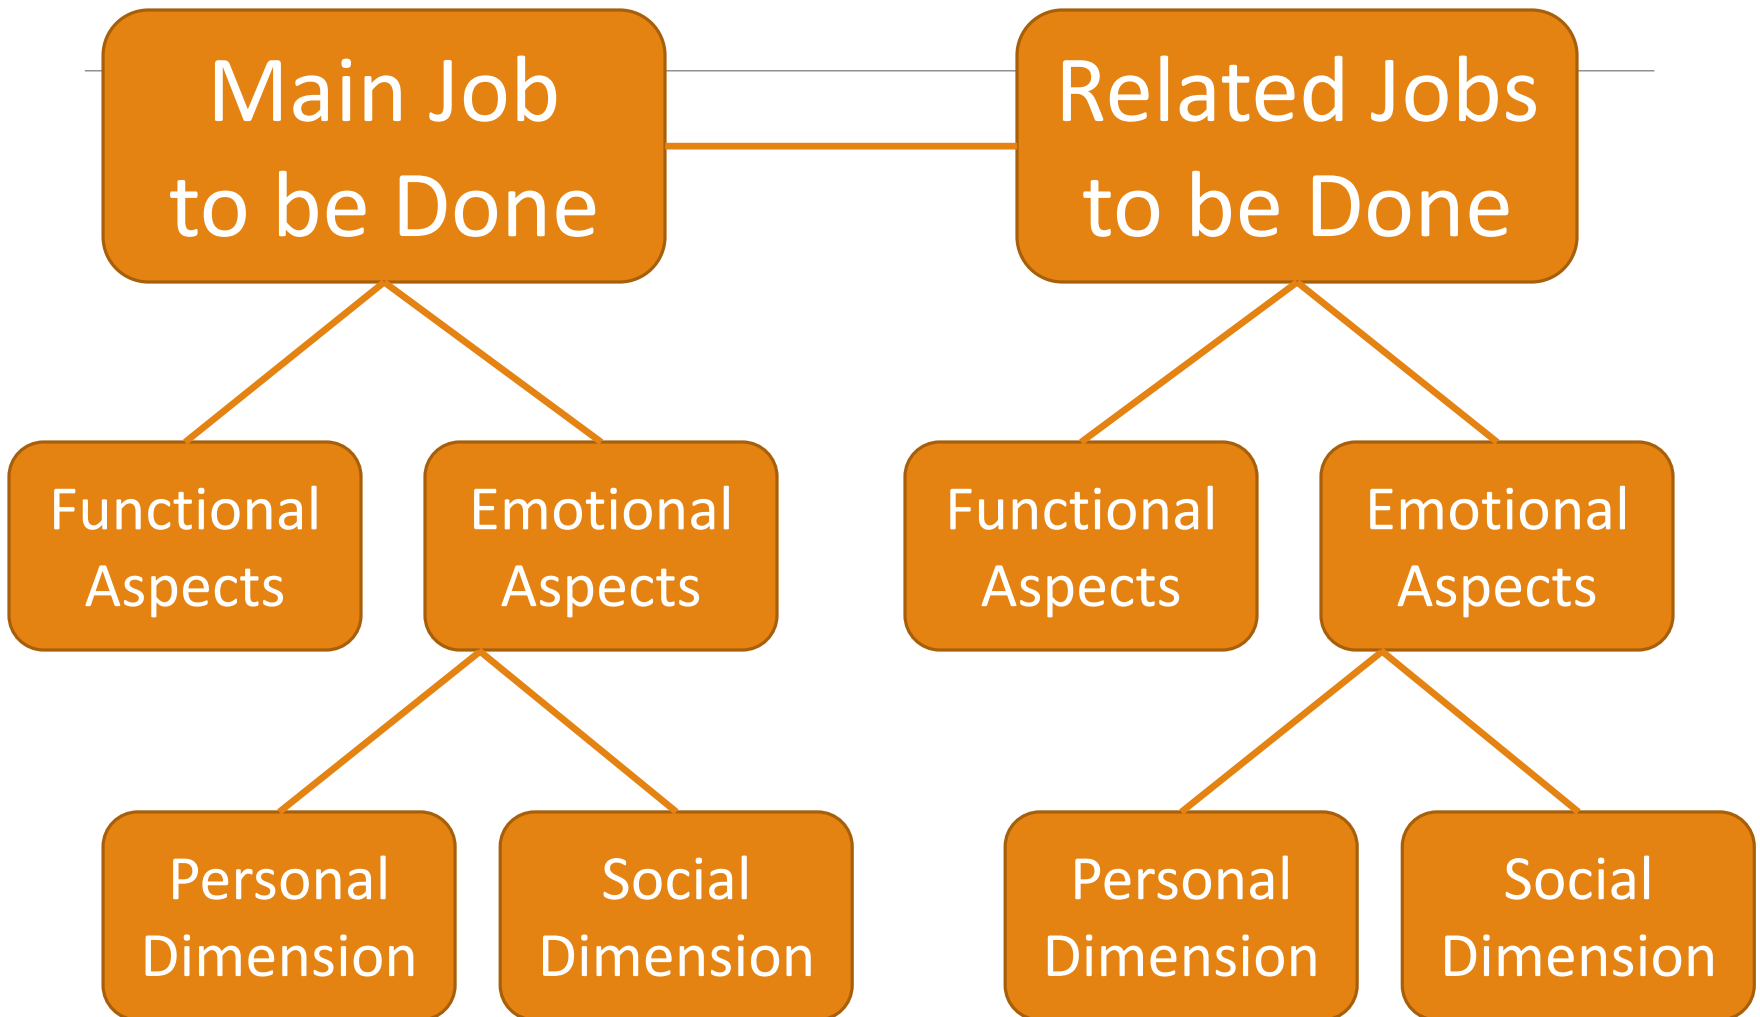 Main Job
to be Done
Related Jobs
to be Done
Functional
Aspects
Emotional
Aspects
Functional
Aspects
Emotional
Aspects
Personal
Dimension
Social
Dimension
Personal
Dimension
Social
Dimension